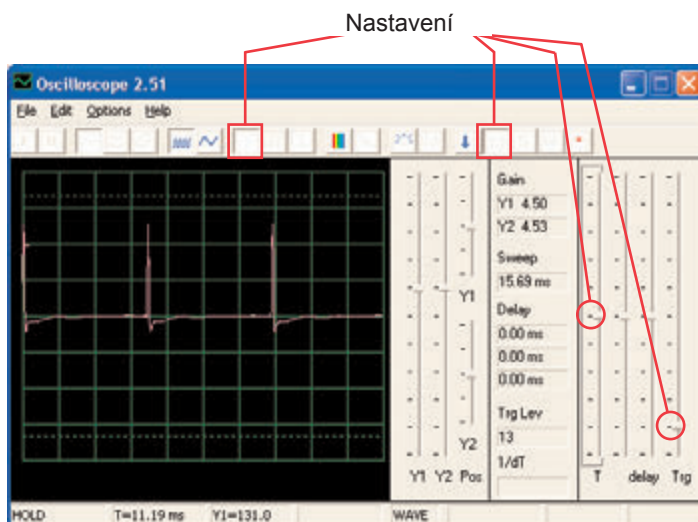 Nastavení
Oscilloscope 2.51
File Edit Options Help
Gain
Y1 4.50
Y2 4.53
Sweep
15.69 ms
Delay
0.00 ms
0.00 ms
0.00 ms
Trg Lev
13
1/dT
Y1
Y2
Y1 Y2 Pos
T delay Trg
HOLD T=11.19 ms Y1=131.0 WAVE